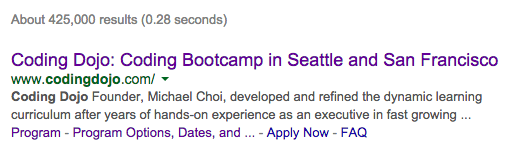 About 425,000 results (0.28 seconds)
Coding Dojo: Coding Bootcamp in Seattle and San Francisco
www.codingdojo.com/
Coding Dojo Founder, Michael Choi, developed and refined the dynamic learning
curriculum after years of hands-on experience as an executive in fast growing ...
Program - Program Options, Dates, and ... - Apply Now - FAQ